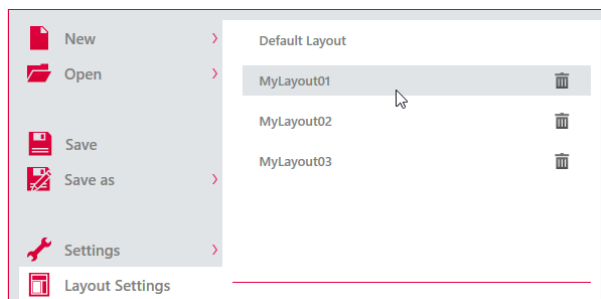 New
Open
Save
Save as
Settings
Layout Settings
Default Layout
MyLayout01
MyLayout02
MyLayout03